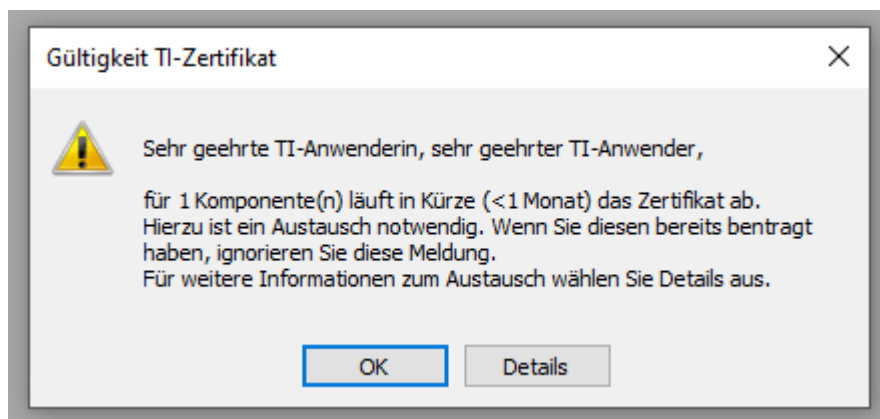 Gültigkeit TI-Zertifikat
Sehr geehrte TI-Anwenderin, sehr geehrter TI-Anwender,
für 1 Komponente(n) läuft in Kürze (<1 Monat) das Zertifikat ab.
Hierzu ist ein Austausch notwendig. Wenn Sie diesen bereits bentragt
haben, ignorieren Sie diese Meldung.
Für weitere Informationen zum Austausch wählen Sie Details aus.
OK
Details